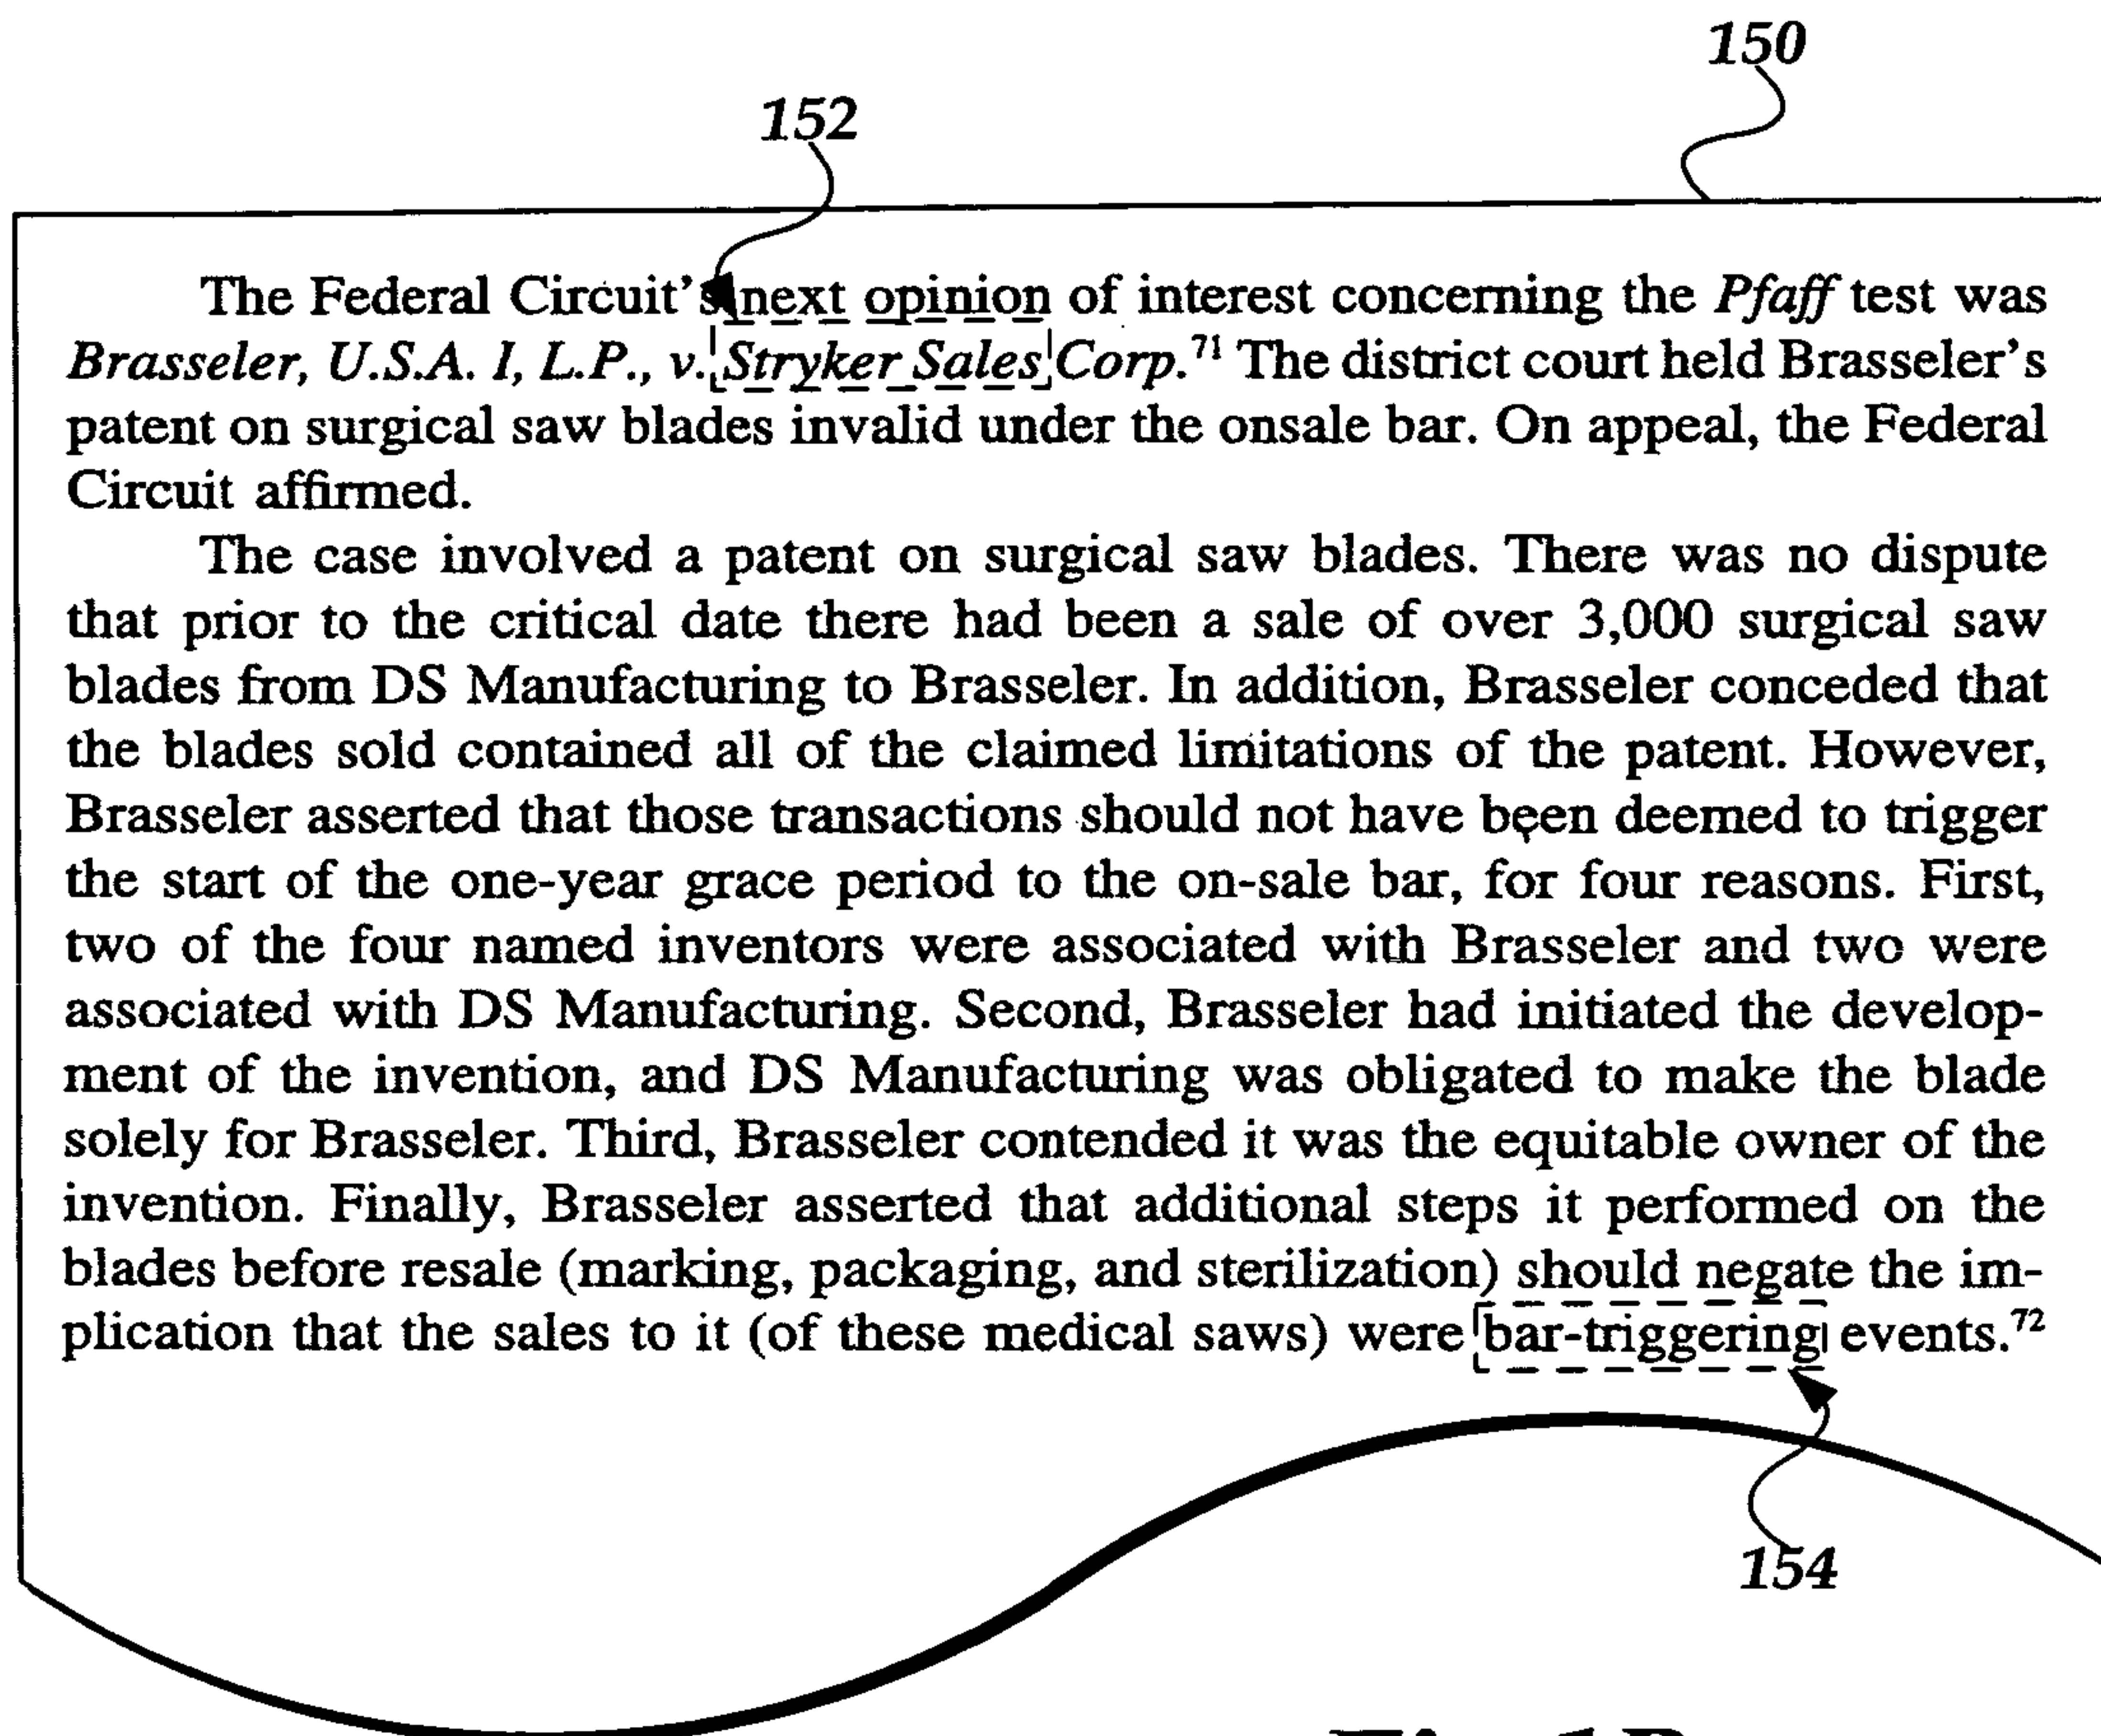 150
152
The Federal Circuit's next opinion of interest concerning the Pfaff test was
Brasseler, U.S.A. I, L.P., v. Stryker Sales Corp.71 The district court held Brasseler's
patent on surgical saw blades invalid under the onsale bar. On appeal, the Federal
Circuit affirmed.
The case involved a patent on surgical saw blades. There was no dispute
that prior to the critical date there had been a sale of over 3,000 surgical saw
blades from DS Manufacturing to Brasseler. In addition, Brasseler conceded that
the blades sold contained all of the claimed limitations of the patent. However,
Brasseler asserted that those transactions should not have been deemed to trigger
the start of the one-year grace period to the on-sale bar, for four reasons. First,
two of the four named inventors were associated with Brasseler and two were
associated with DS Manufacturing. Second, Brasseler had initiated the develop-
ment of the invention, and DS Manufacturing was obligated to make the blade
solely for Brasseler. Third, Brasseler contended it was the equitable owner of the
invention. Finally, Brasseler asserted that additional steps it performed on the
blades before resale (marking, packaging, and sterilization) should negate the im-
plication that the sales to it (of these medical saws) were bar-triggering events.72
154